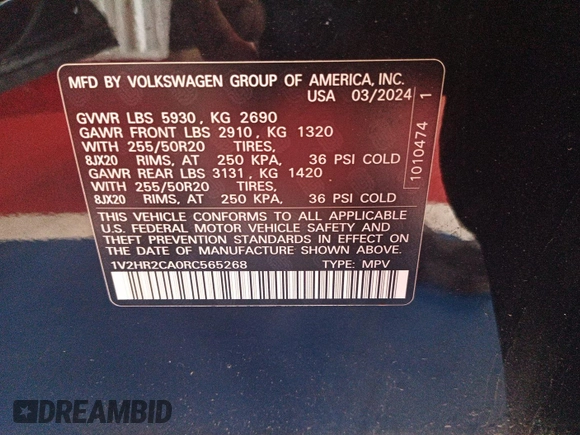 MFD BY VOLKSWAGEN GROUP OF AMERICA, INC.
USA 03/2024
GVWR LBS 5930, KG 2690
GAWR FRONT LBS 2910, KG 1320
WITH 255/50R20 TIRES,
8JX20 RIMS, AT 250 KPA, 36 PSI COLD
GAWR REAR LBS 3131, KG 1420
WITH 255/50R20 TIRES,
8JX20 RIMS, AT 250 KPA, 36 PSI COLD
THIS VEHICLE CONFORMS TO ALL APPLICABLE
U.S. FEDERAL MOTOR VEHICLE SAFETY AND
THEFT PREVENTION STANDARDS IN EFFECT ON
THE DATE OF MANUFACTURE SHOWN ABOVE.
1V2HR2CA0RC565268 TYPE: MPV
1010474 1
DREAMBID